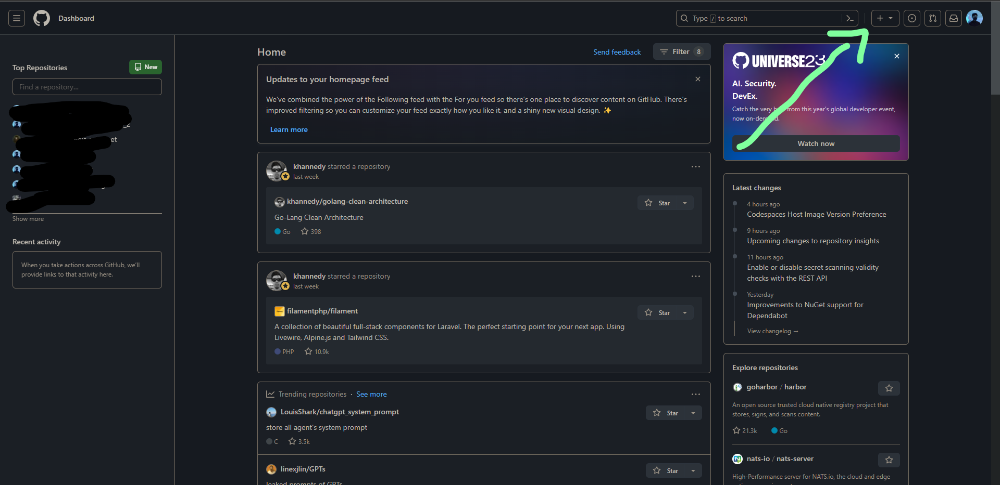 Dashboard
Type / to search
Top Repositories
New
Find a repository...
_2
et
Show more
Recent activity
When you take actions across GitHub, we'll
provide links to that activity here.
Home
Send feedback
Filter 8
Updates to your homepage feed
We've combined the power of the Following feed with the For you feed so there's one place to discover content on GitHub. There's
improved filtering so you can customize your feed exactly how you like it, and a shiny new visual design. ✨
Learn more
khannedy starred a repository
last week
khannedy/golang-clean-architecture
Star
Go-Lang Clean Architecture
Go 398
khannedy starred a repository
last week
filamentphp/filament
Star
A collection of beautiful full-stack components for Laravel. The perfect starting point for your next app. Using
Livewire, Alpine.js and Tailwind CSS.
PHP 10.9k
Trending repositories · See more
LouisShark/chatgpt_system_prompt
Star
store all agent's system prompt
C 3.5k
linexjlin/GPTs
Star
leaked prompts of GPTs
UNIVERSE23
AI. Security.
DevEx.
Catch the very from this year's global developer event,
now
Watch now
Latest changes
4 hours ago
Codespaces Host Image Version Preference
9 hours ago
Upcoming changes to repository insights
11 hours ago
Enable or disable secret scanning validity
checks with the REST API
Yesterday
Improvements to NuGet support for
Dependabot
View changelog →
Explore repositories
goharbor / harbor
An open source trusted cloud native registry project that
stores, signs, and scans content.
21.3k Go
nats-io / nats-server
High-Performance server for NATS.io, the cloud and edge